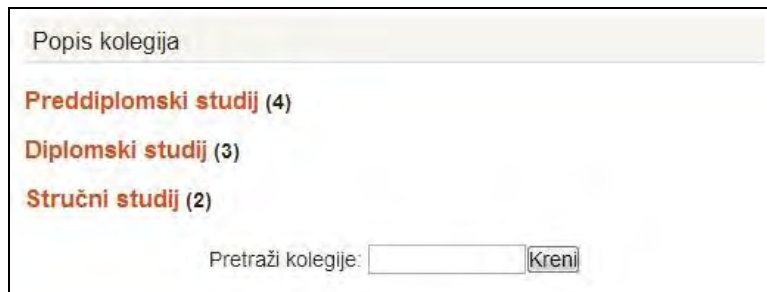 Popis kolegija
Preddiplomski studij (4)
Diplomski studij (3)
Stručni studij (2)
Pretraži kolegije: Kreni